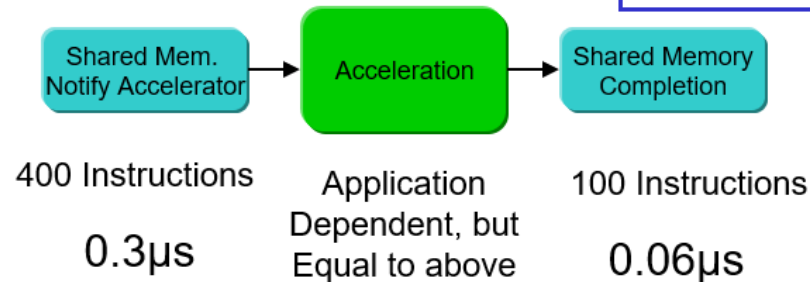 Shared Mem.
Notify Accelerator
Acceleration
Shared Memory
Completion
400 Instructions
0.3µs
Application
Dependent, but
Equal to above
100 Instructions
0.06µs